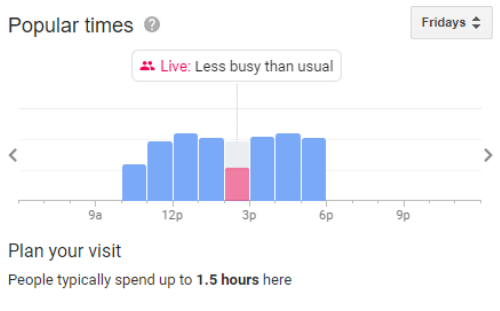 Popular times
Fridays
Live: Less busy than usual
9a 12p 3p 6p 9p
Plan your visit
People typically spend up to 1.5 hours here